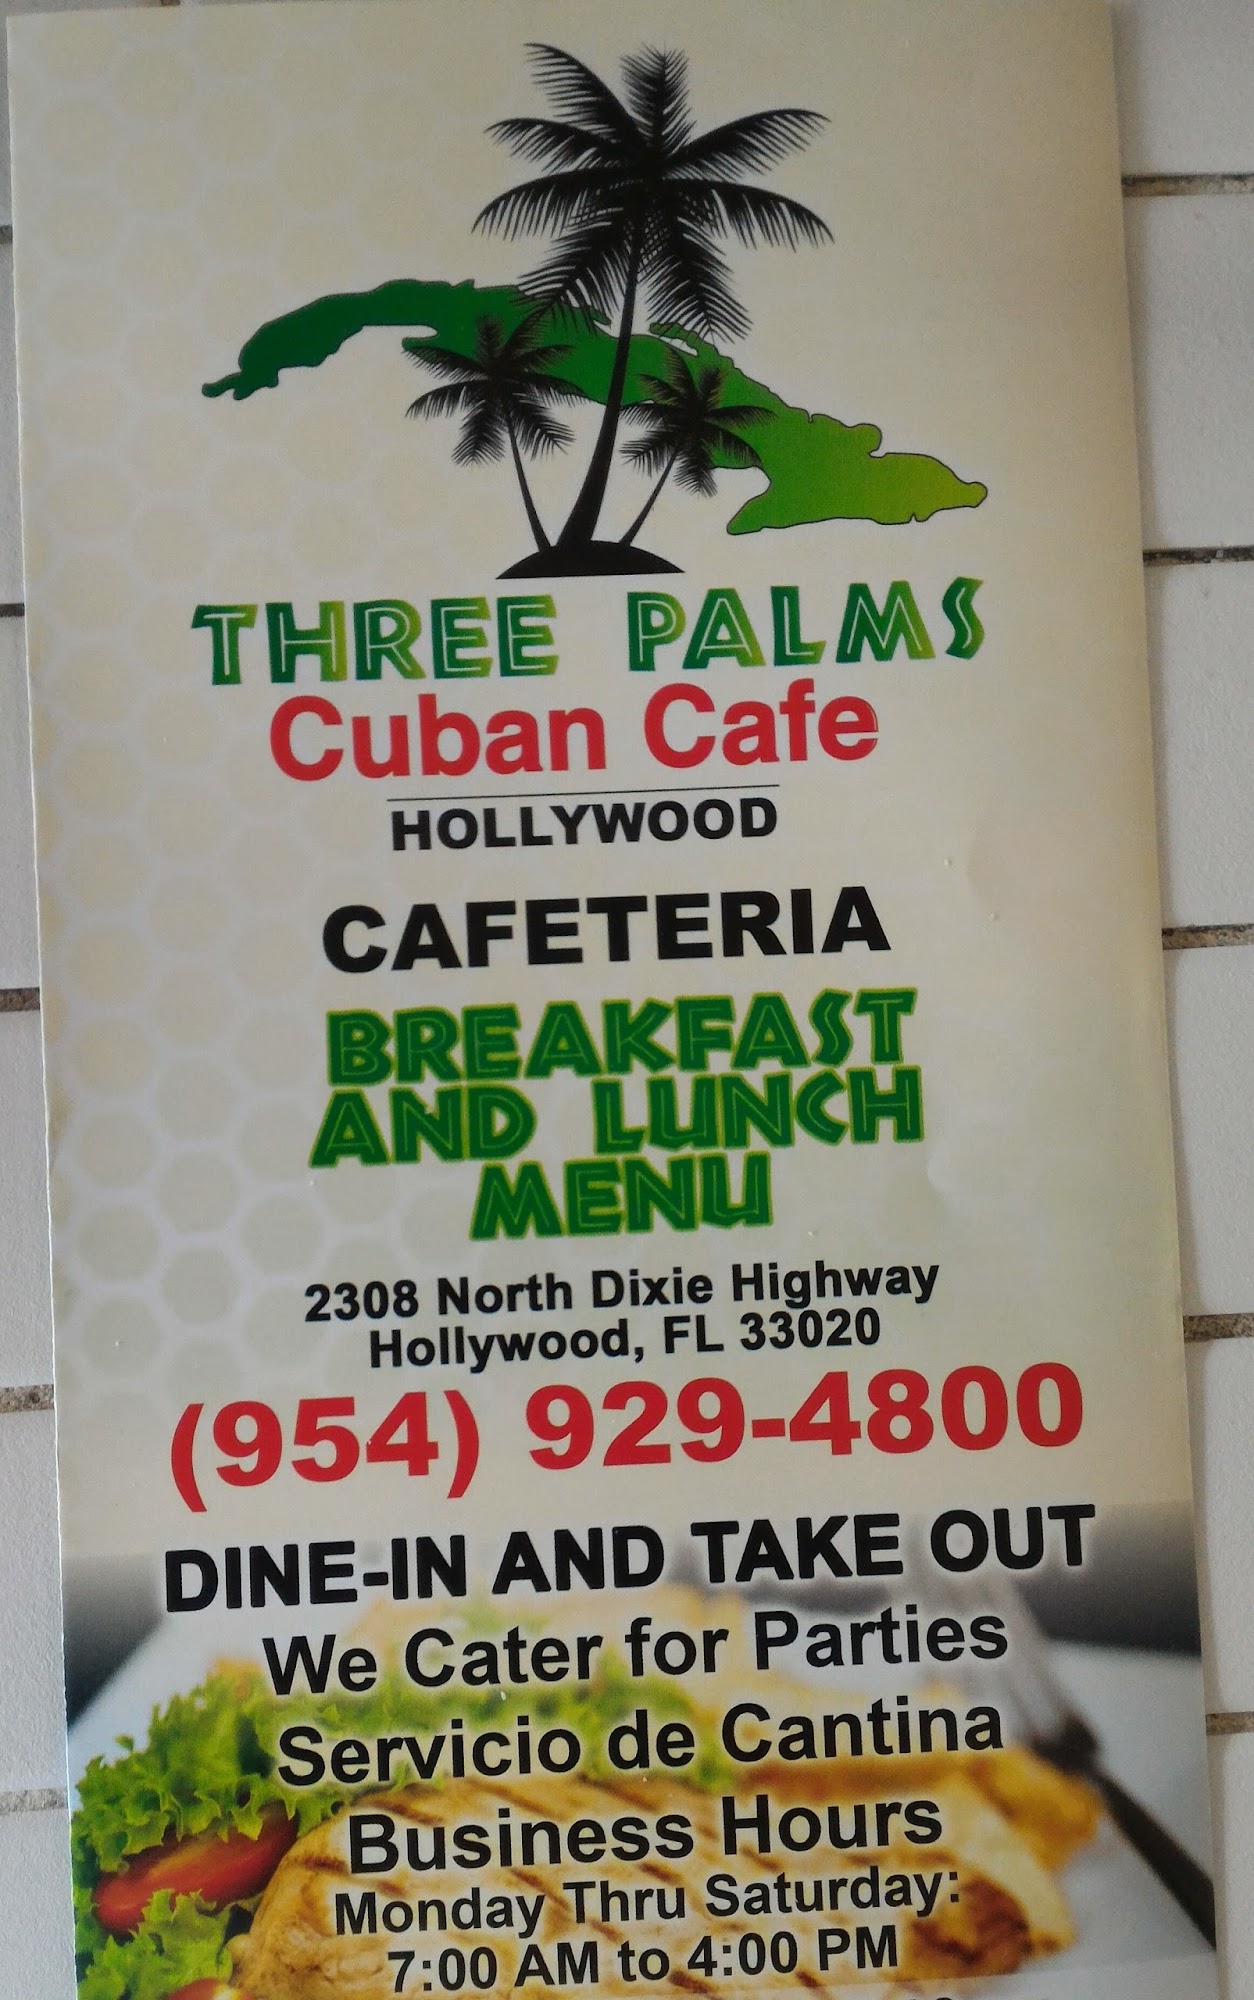 THREE PALMS
Cuban Cafe
HOLLYWOOD
CAFETERIA
BREAKFAST
AND LUNCH
MENU
2308 North Dixie Highway
Hollywood, FL 33020
(954) 929-4800
DINE-IN AND TAKE OUT
We Cater for Parties
Servicio de Cantina
Business Hours
Monday Thru Saturday:
7:00 AM to 4:00 PM